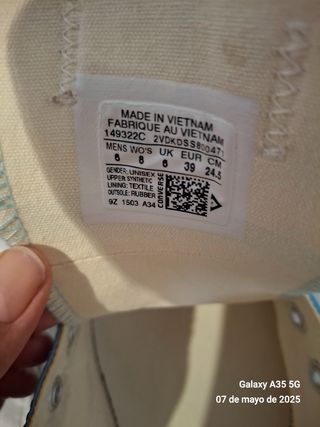 MADE IN VIETNAM
FABRIQUE AU VIETNAM
149322C 2VDKDSS8
MENS WO'S UK EUR CM
6 8 6 39 24.5
GENDER: UNISEX
UPPER: SYNTHETIC
LINING: TEXTILE
OUTSOLE: RUBBER
9Z 1503 A34
CONVERSE
Galaxy A35 5G
07 de mayo de 2025